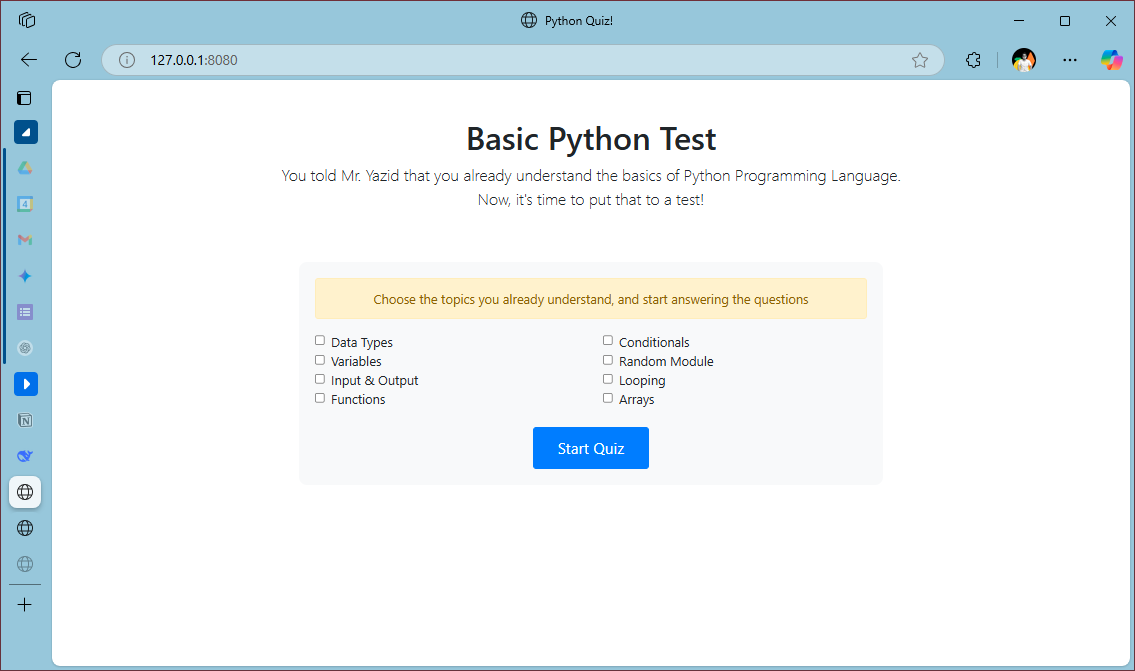 Python Quiz!
127.0.0.1:8080
4
Basic Python Test
You told Mr. Yazid that you already understand the basics of Python Programming Language.
Now, it's time to put that to a test!
Choose the topics you already understand, and start answering the questions
Data Types
Conditionals
Variables
Random Module
Input & Output
Looping
Functions
Arrays
Start Quiz